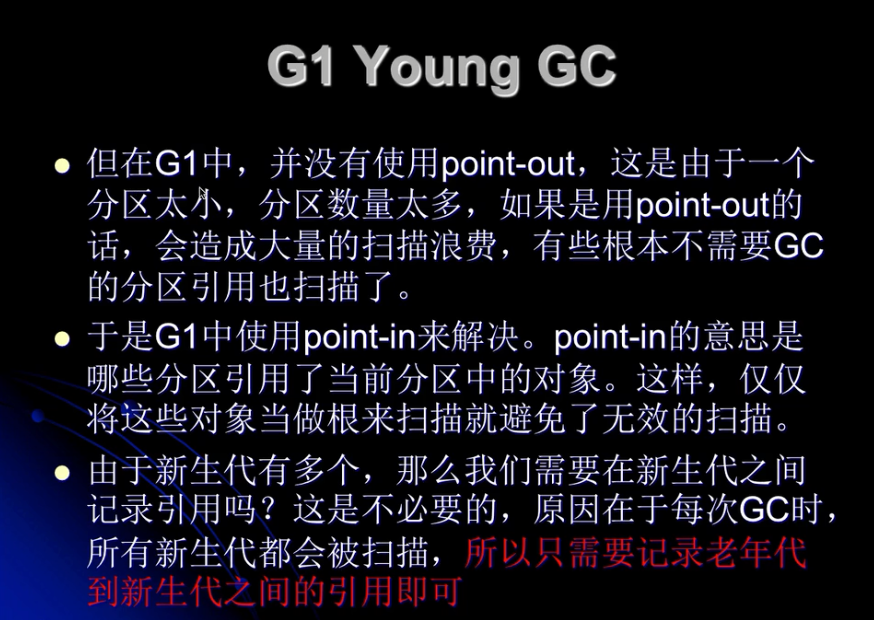 G1 Young GC
但在G1中，并没有使用point-out，这是由于一个
分区太小，分区数量太多，如果是用point-out的
话，会造成大量的扫描浪费，有些根本不需要GC
的分区引用也扫描了。
于是G1中使用point-in来解决。point-in的意思是
哪些分区引用了当前分区中的对象。这样，仅仅
将这些对象当做根来扫描就避免了无效的扫描。
由于新生代有多个，那么我们需要在新生代之间
记录引用吗？这是不必要的，原因在于每次GC时，
所有新生代都会被扫描，所以只需要记录老年代
到新生代之间的引用即可